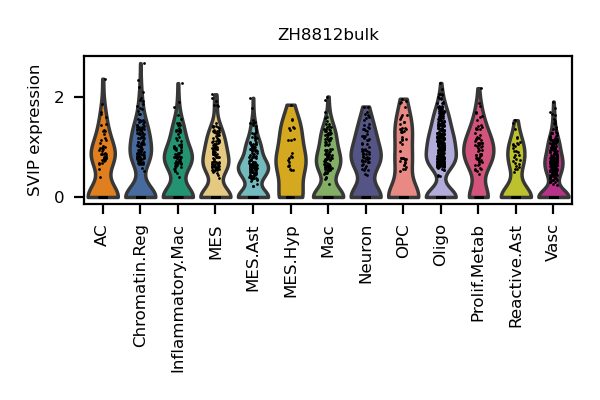 ZH8812bulk
SVIP expression
2
0
AC
Chromatin.Reg
Inflammatory.Mac
MES
MES.Ast
MES.Hyp
Mac
Neuron
OPC
Oligo
Prolif.Metab
Reactive.Ast
Vasc